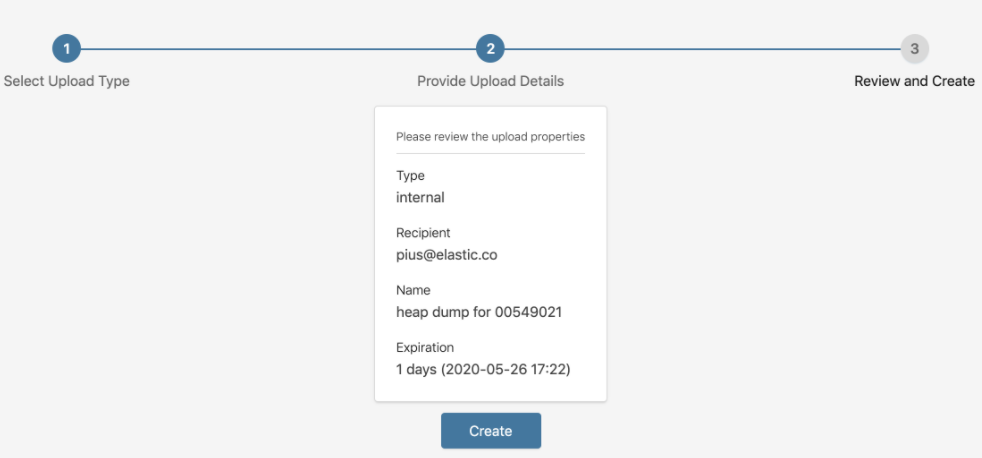 1
2
3
Select Upload Type
Provide Upload Details
Review and Create
Please review the upload properties
Type
internal
Recipient
pius@elastic.co
Name
heap dump for 00549021
Expiration
1 days (2020-05-26 17:22)
Create